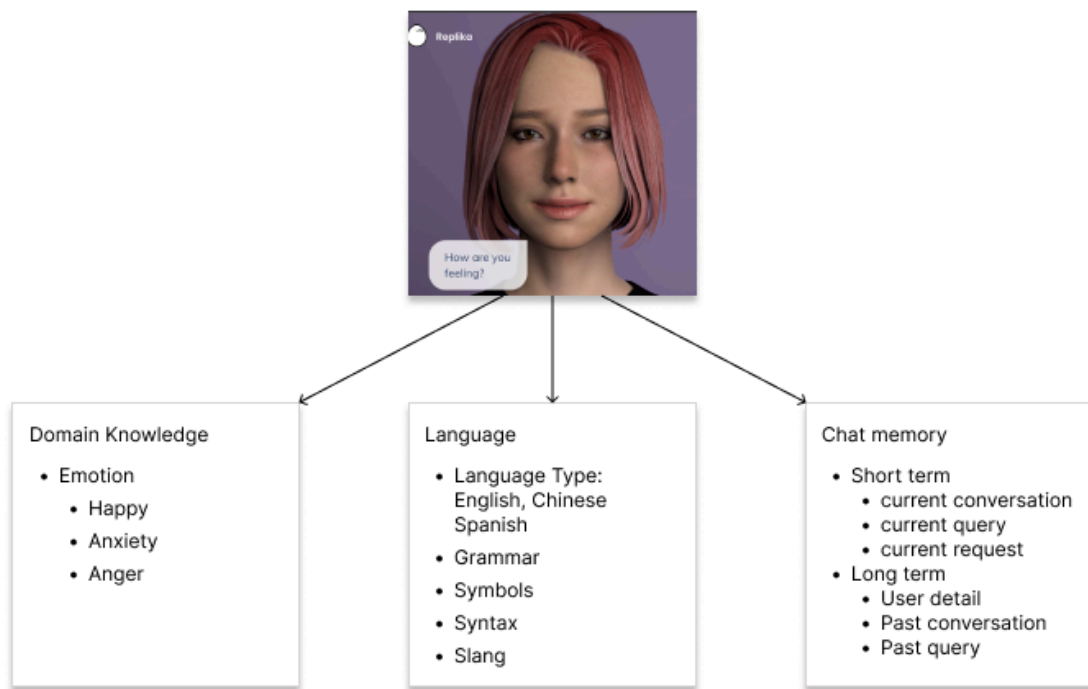 Replika
How are you
feeling?
Domain Knowledge
• Emotion
• Happy
• Anxiety
• Anger
Language
• Language Type:
English, Chinese
Spanish
• Grammar
• Symbols
• Syntax
• Slang
Chat memory
• Short term
• current conversation
• current query
• current request
• Long term
• User detail
• Past conversation
• Past query